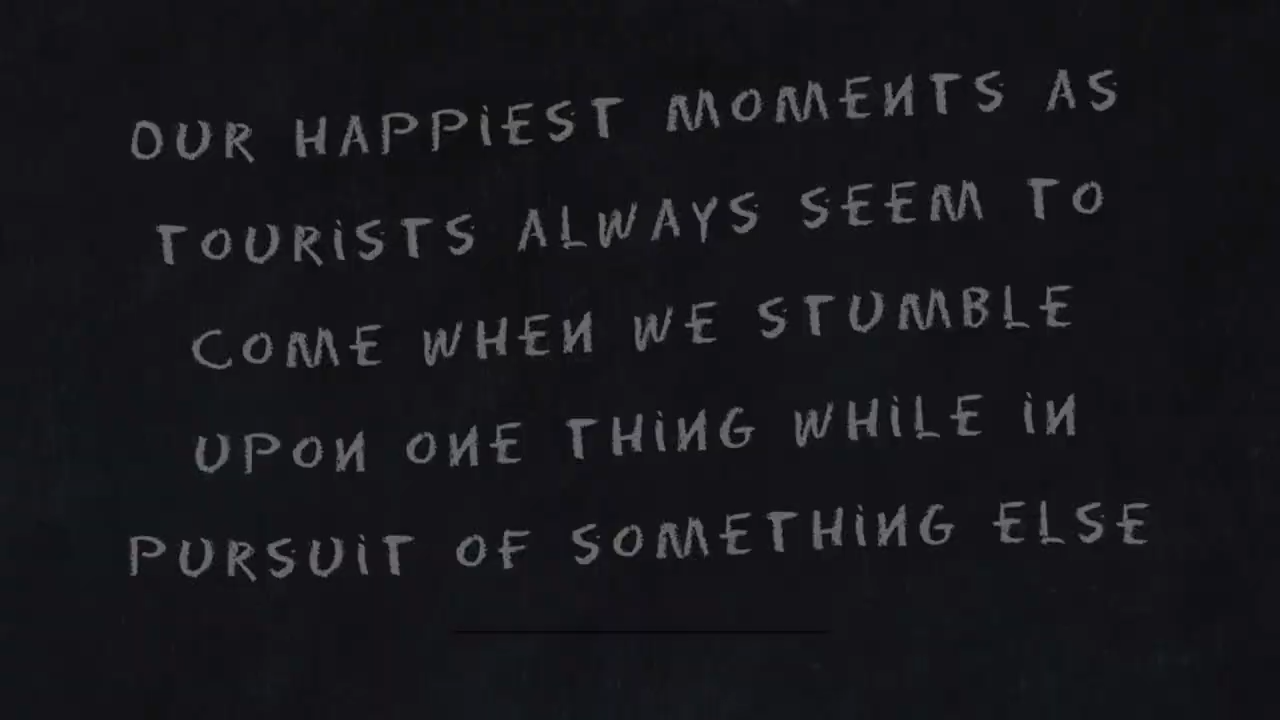 OUR HAPPIEST MOMENTS AS
TOURISTS ALWAYS SEEM TO
COME WHEN WE STUMBLE
UPON ONE THING WHILE IN
PURSUIT OF SOMETHING ELSE